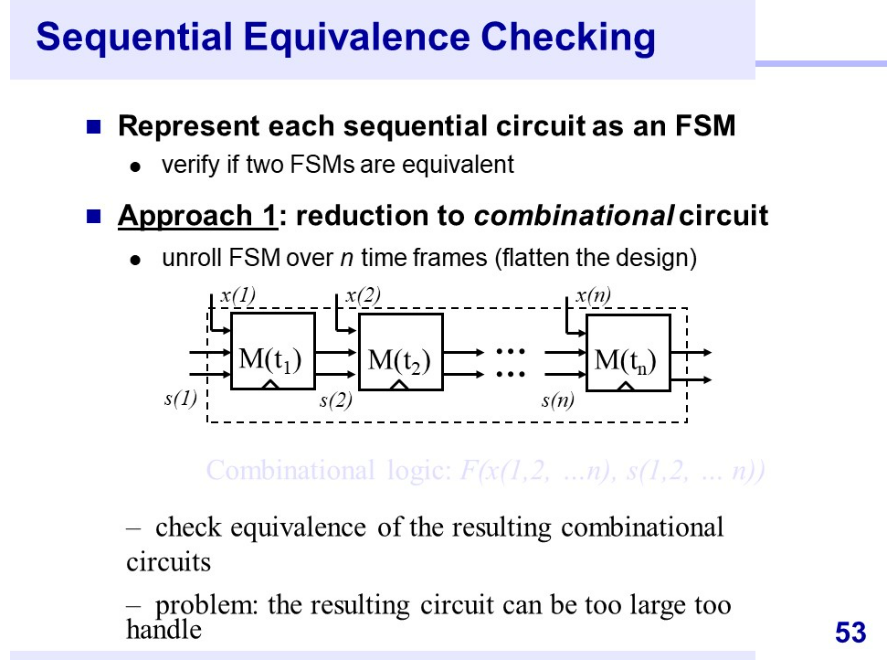 Sequential Equivalence Checking
Represent each sequential circuit as an FSM
verify if two FSMs are equivalent
Approach 1: reduction to combinational circuit
unroll FSM over n time frames (flatten the design)
x(1) x(2) x(n)
M(t1) M(t2) ••• ••• M(tn)
s(1) s(2) s(n)
Combinational logic: F(x(1,2, ...n), s(1,2, ... n))
– check equivalence of the resulting combinational
circuits
– problem: the resulting circuit can be too large too
handle
53